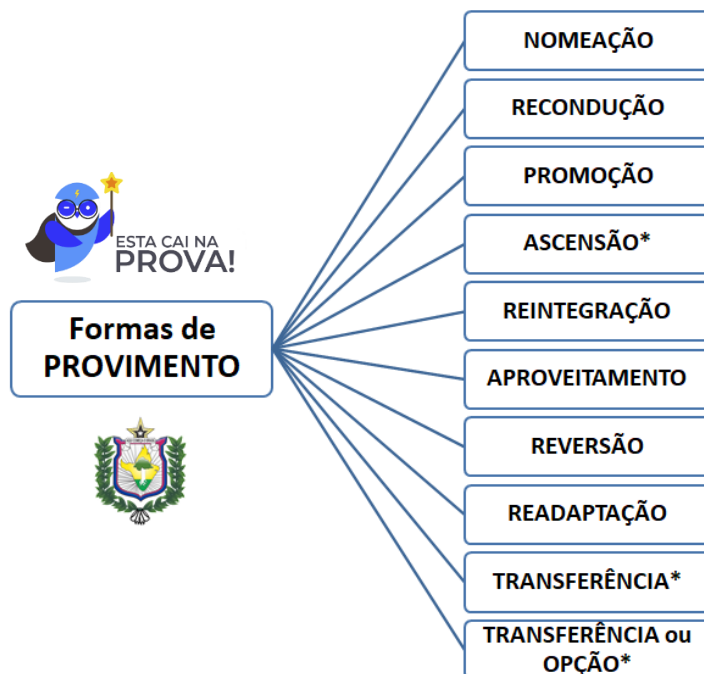 NOMEAÇÃO
RECONDUÇÃO
PROMOÇÃO
ASCENSÃO*
ESTA CAI NA
PROVA!
REINTEGRAÇÃO
Formas de
PROVIMENTO
APROVEITAMENTO
REVERSÃO
READAPTAÇÃO
TRANSFERÊNCIA*
TRANSFERÊNCIA ou
OPÇÃO*